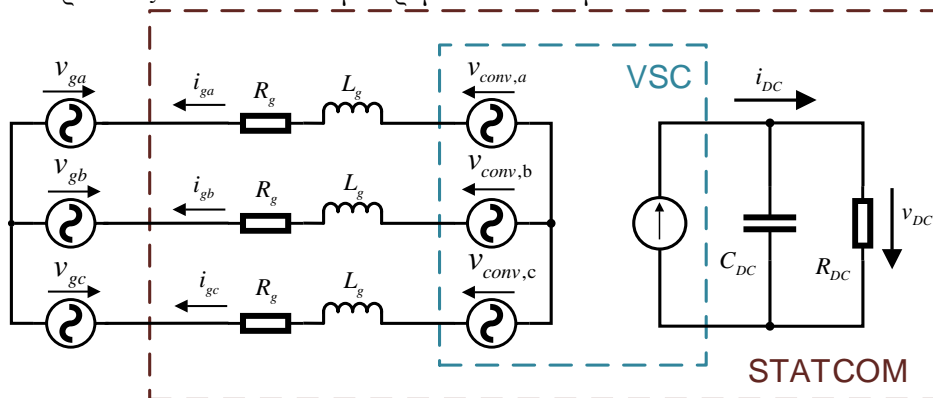 v_ga
i_ga
R_g
L_g
v_conv,a
VSC
i_DC
v_gb
i_gb
R_g
L_g
v_conv,b
v_gc
i_gc
R_g
L_g
v_conv,c
C_DC
R_DC
v_DC
STATCOM